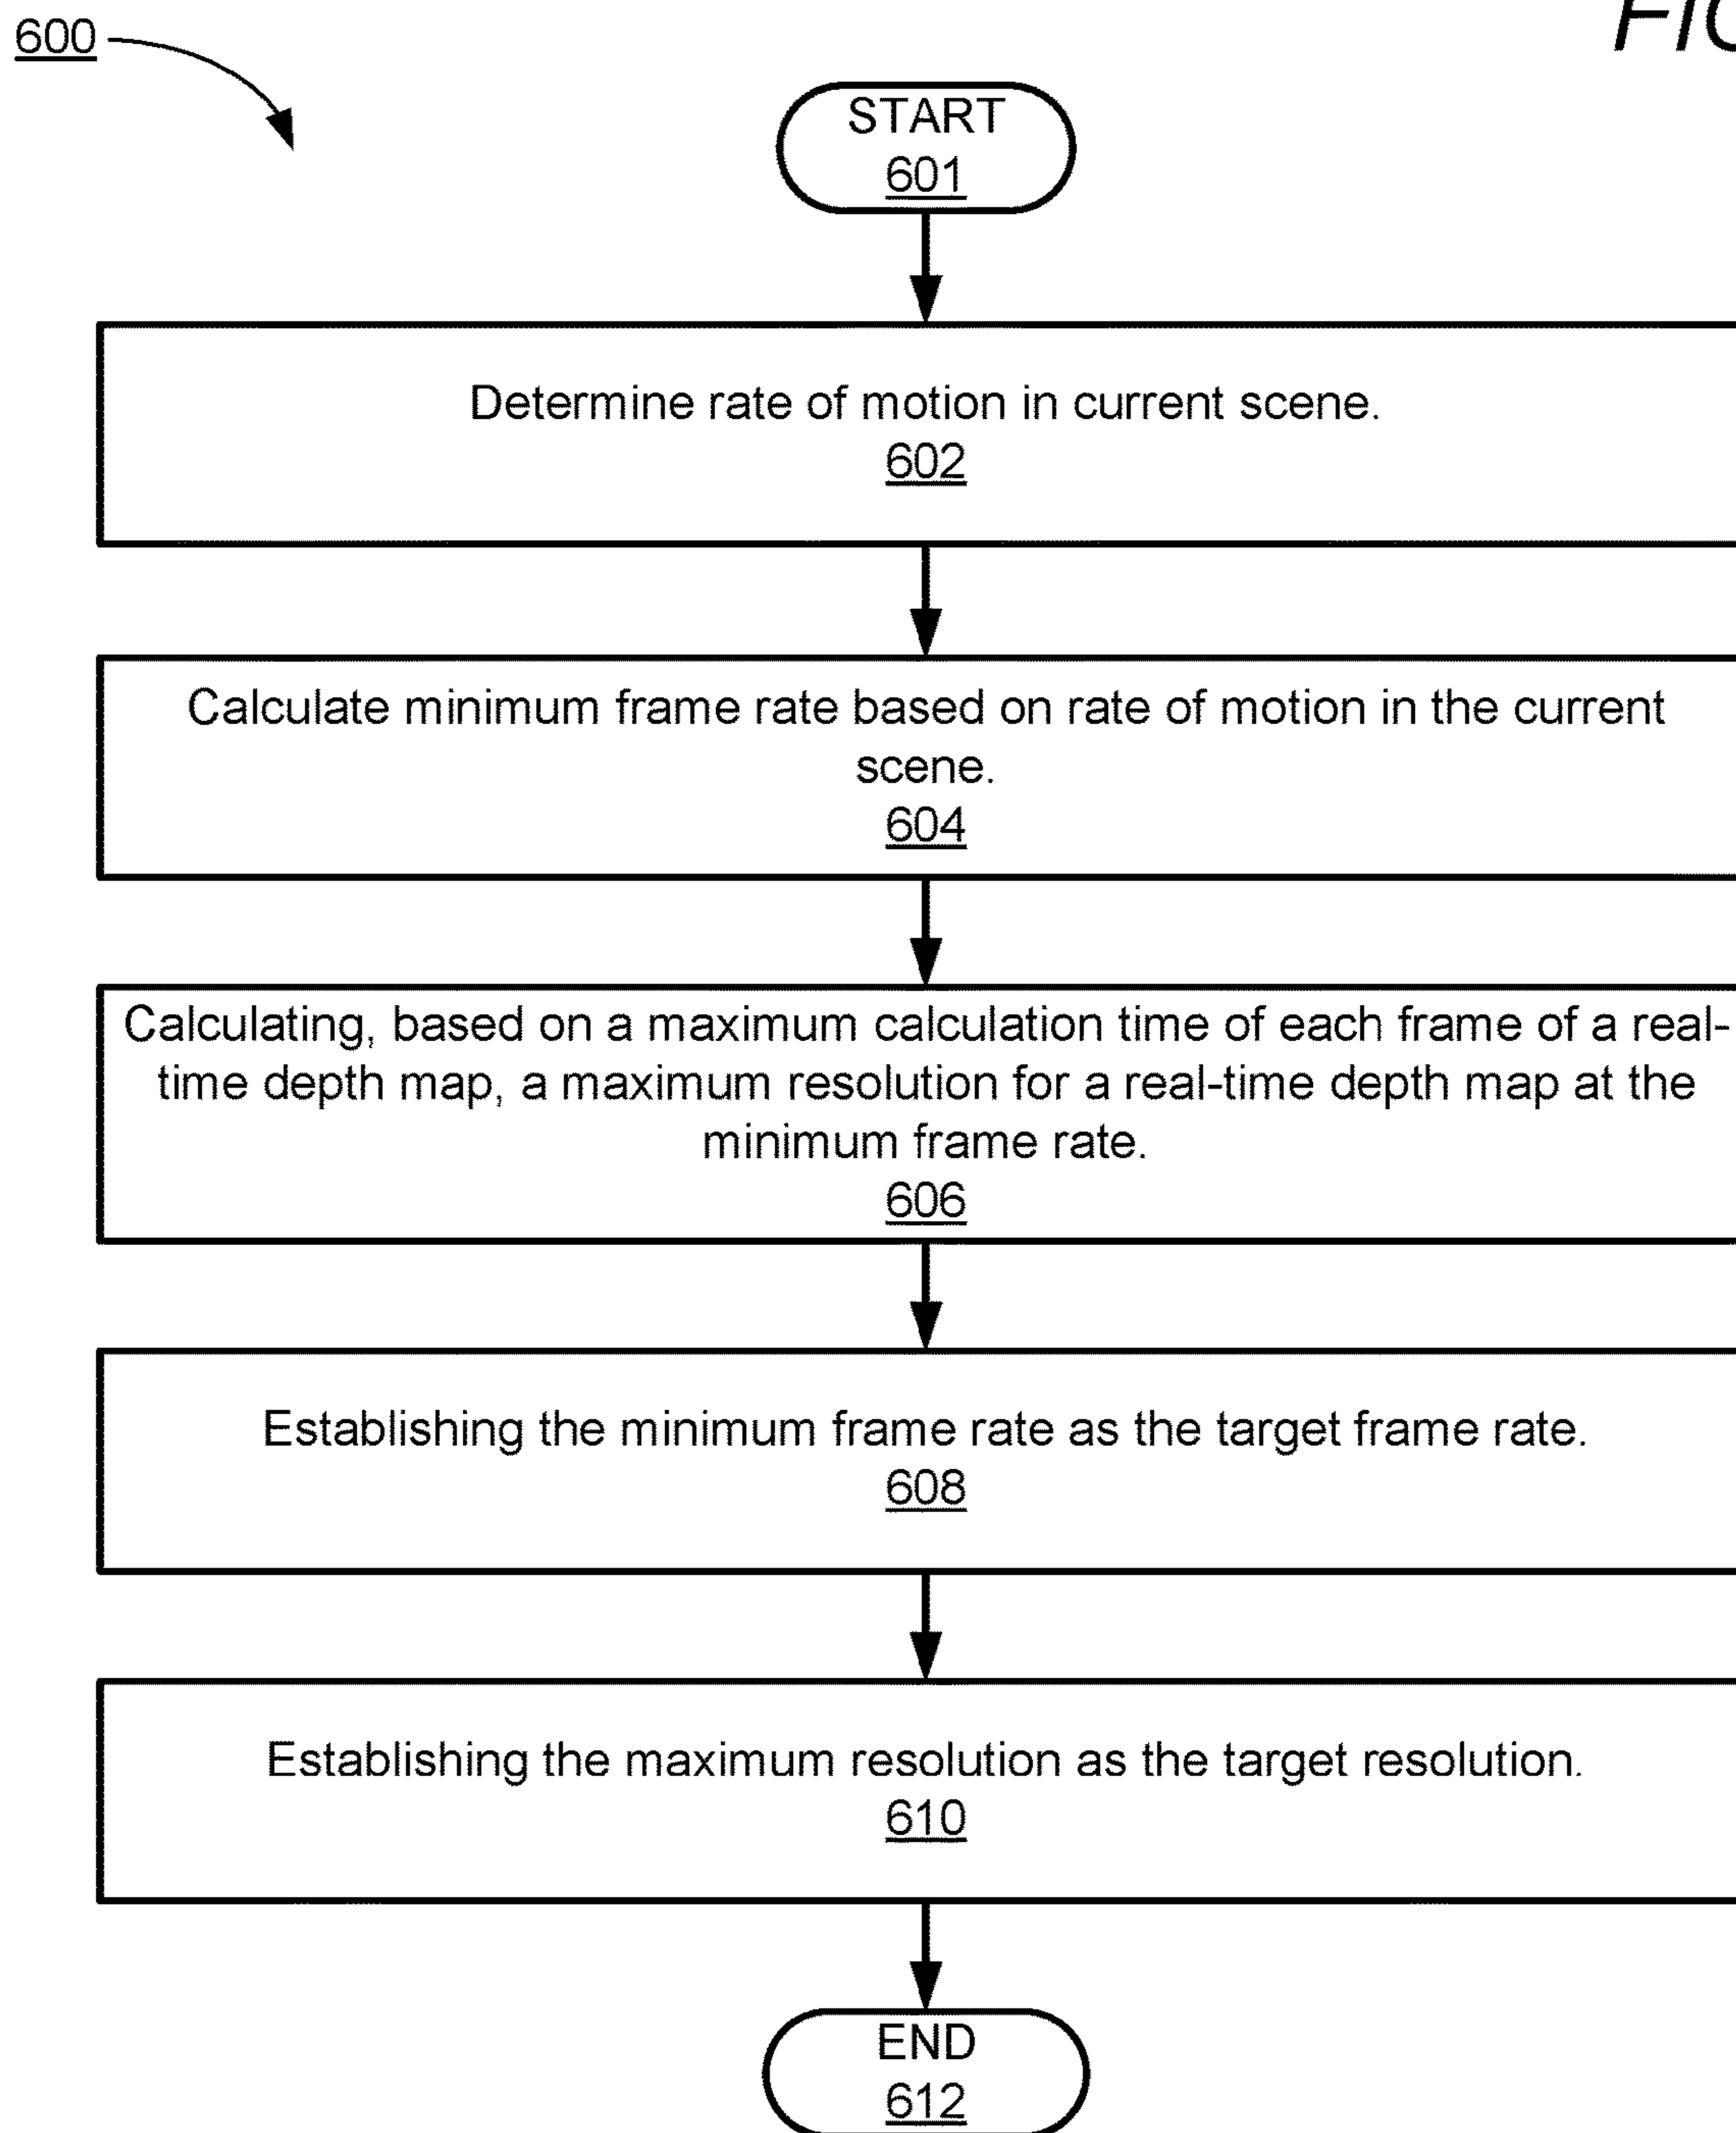 600
FIG
START
601
Determine rate of motion in current scene.
602
Calculate minimum frame rate based on rate of motion in the current
scene.
604
Calculating, based on a maximum calculation time of each frame of a real-
time depth map, a maximum resolution for a real-time depth map at the
minimum frame rate.
606
Establishing the minimum frame rate as the target frame rate.
608
Establishing the maximum resolution as the target resolution.
610
END
612